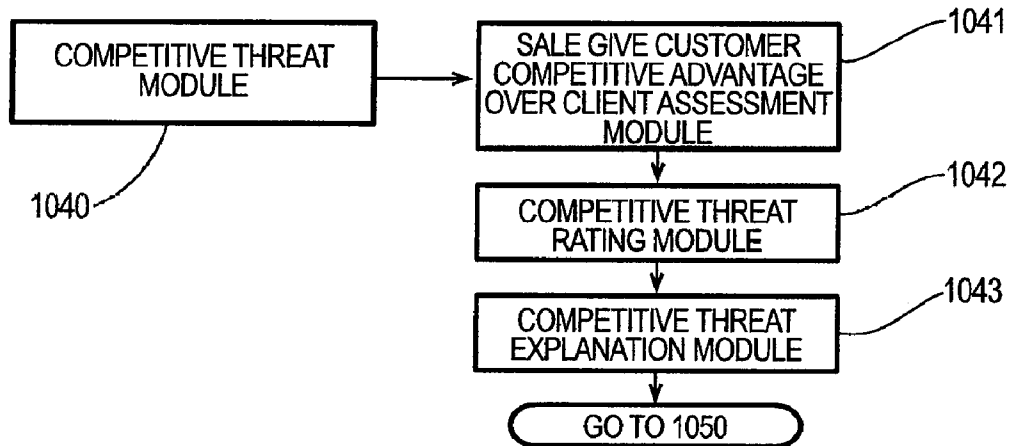 COMPETITIVE THREAT
MODULE
1040
SALE GIVE CUSTOMER
COMPETITIVE ADVANTAGE
OVER CLIENT ASSESSMENT
MODULE
1041
COMPETITIVE THREAT
RATING MODULE
1042
COMPETITIVE THREAT
EXPLANATION MODULE
1043
GO TO 1050